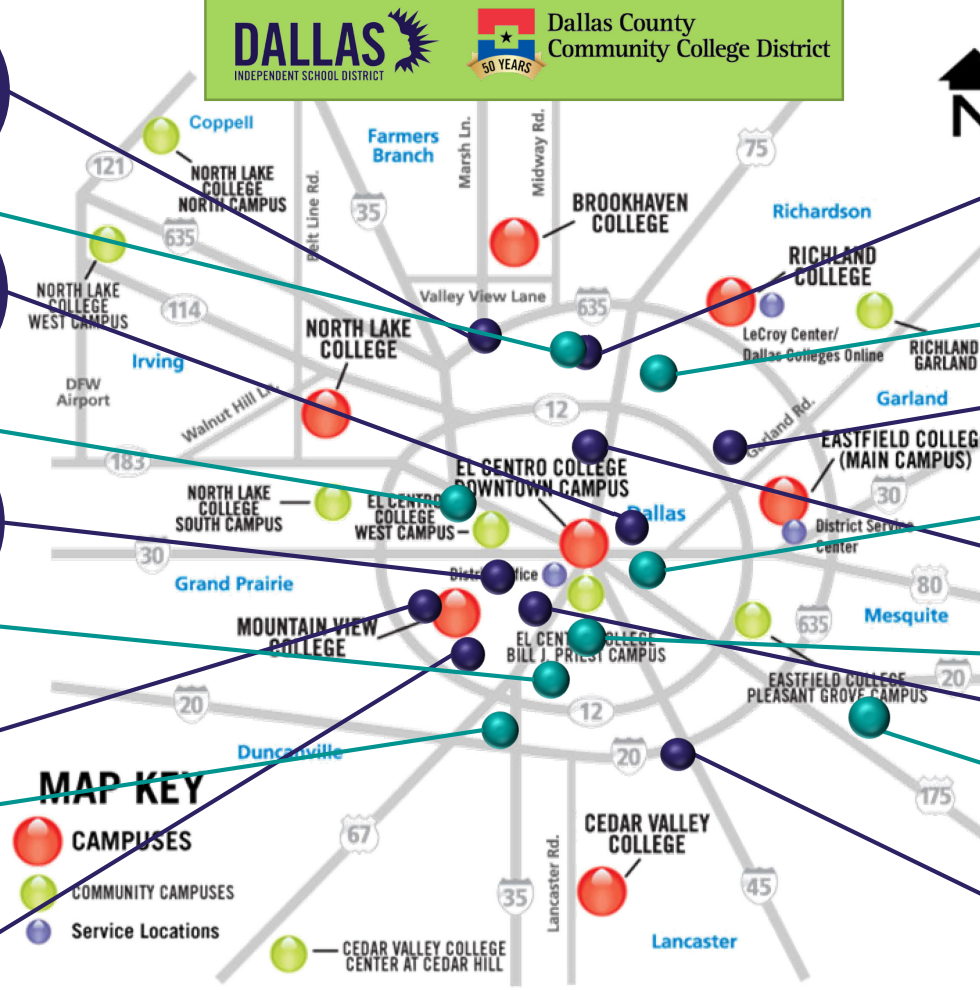 DALLAS
INDEPENDENT SCHOOL DISTRICT
50 YEARS
Dallas County
Community College District
N
Coppell
NORTH LAKE
COLLEGE
NORTH CAMPUS
121
Farmers
Branch
Marsh Ln.
Midway Rd.
75
Belt Line Rd.
35
BROOKHAVEN
COLLEGE
Richardson
635
RICHLAND
COLLEGE
NORTH LAKE
COLLEGE
WEST CAMPUS
114
Valley View Lane
635
LeCroy Center/
Dallas Colleges Online
RICHLAND
GARLAND
NORTH LAKE
COLLEGE
Irving
DFW
Airport
Walnut Hill Ln.
12
Garland
Garland Rd.
183
EL CENTRO COLLEGE
DOWNTOWN CAMPUS
EASTFIELD COLLEG
(MAIN CAMPUS)
30
NORTH LAKE
COLLEGE
SOUTH CAMPUS
EL CENTRO
COLLEGE
WEST CAMPUS
Dallas
District Service
Center
30
Grand Prairie
District Office
80
Mesquite
MOUNTAIN VIEW
COLLEGE
EL CENTRO COLLEGE
BILL J. PRIEST CAMPUS
635
EASTFIELD COLLEGE
PLEASANT GROVE CAMPUS
20
20
12
Duncanville
20
175
MAP KEY
CAMPUSES
COMMUNITY CAMPUSES
Service Locations
67
CEDAR VALLEY
COLLEGE
Lancaster Rd.
35
45
Lancaster
CEDAR VALLEY COLLEGE
CENTER AT CEDAR HILL